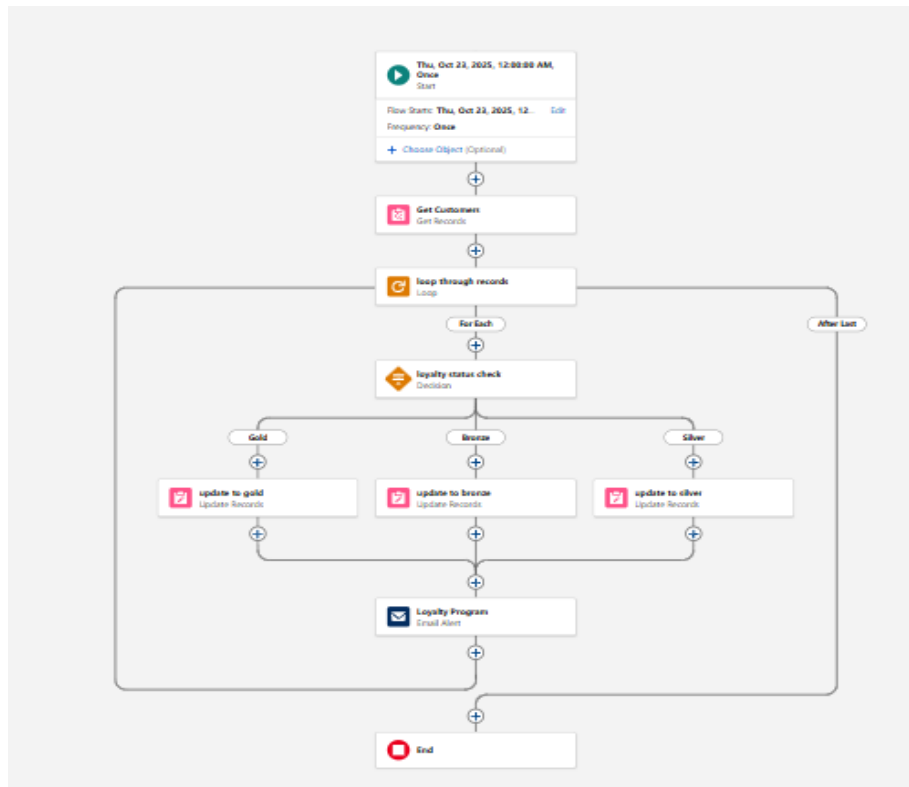 Thu, Oct 23, 2025, 12:00:00 AM,
Once
Start
Flow Starts: Thu, Oct 23, 2025, 12... Edit
Frequency: Once
+ Choose Object (Optional)
Get Customers
Get Records
loop through records
Loop
For Each
After Last
loyalty status check
Decision
Gold
Bronze
Silver
update to gold
Update Records
update to bronze
Update Records
update to silver
Update Records
Loyalty Program
Email Alert
End